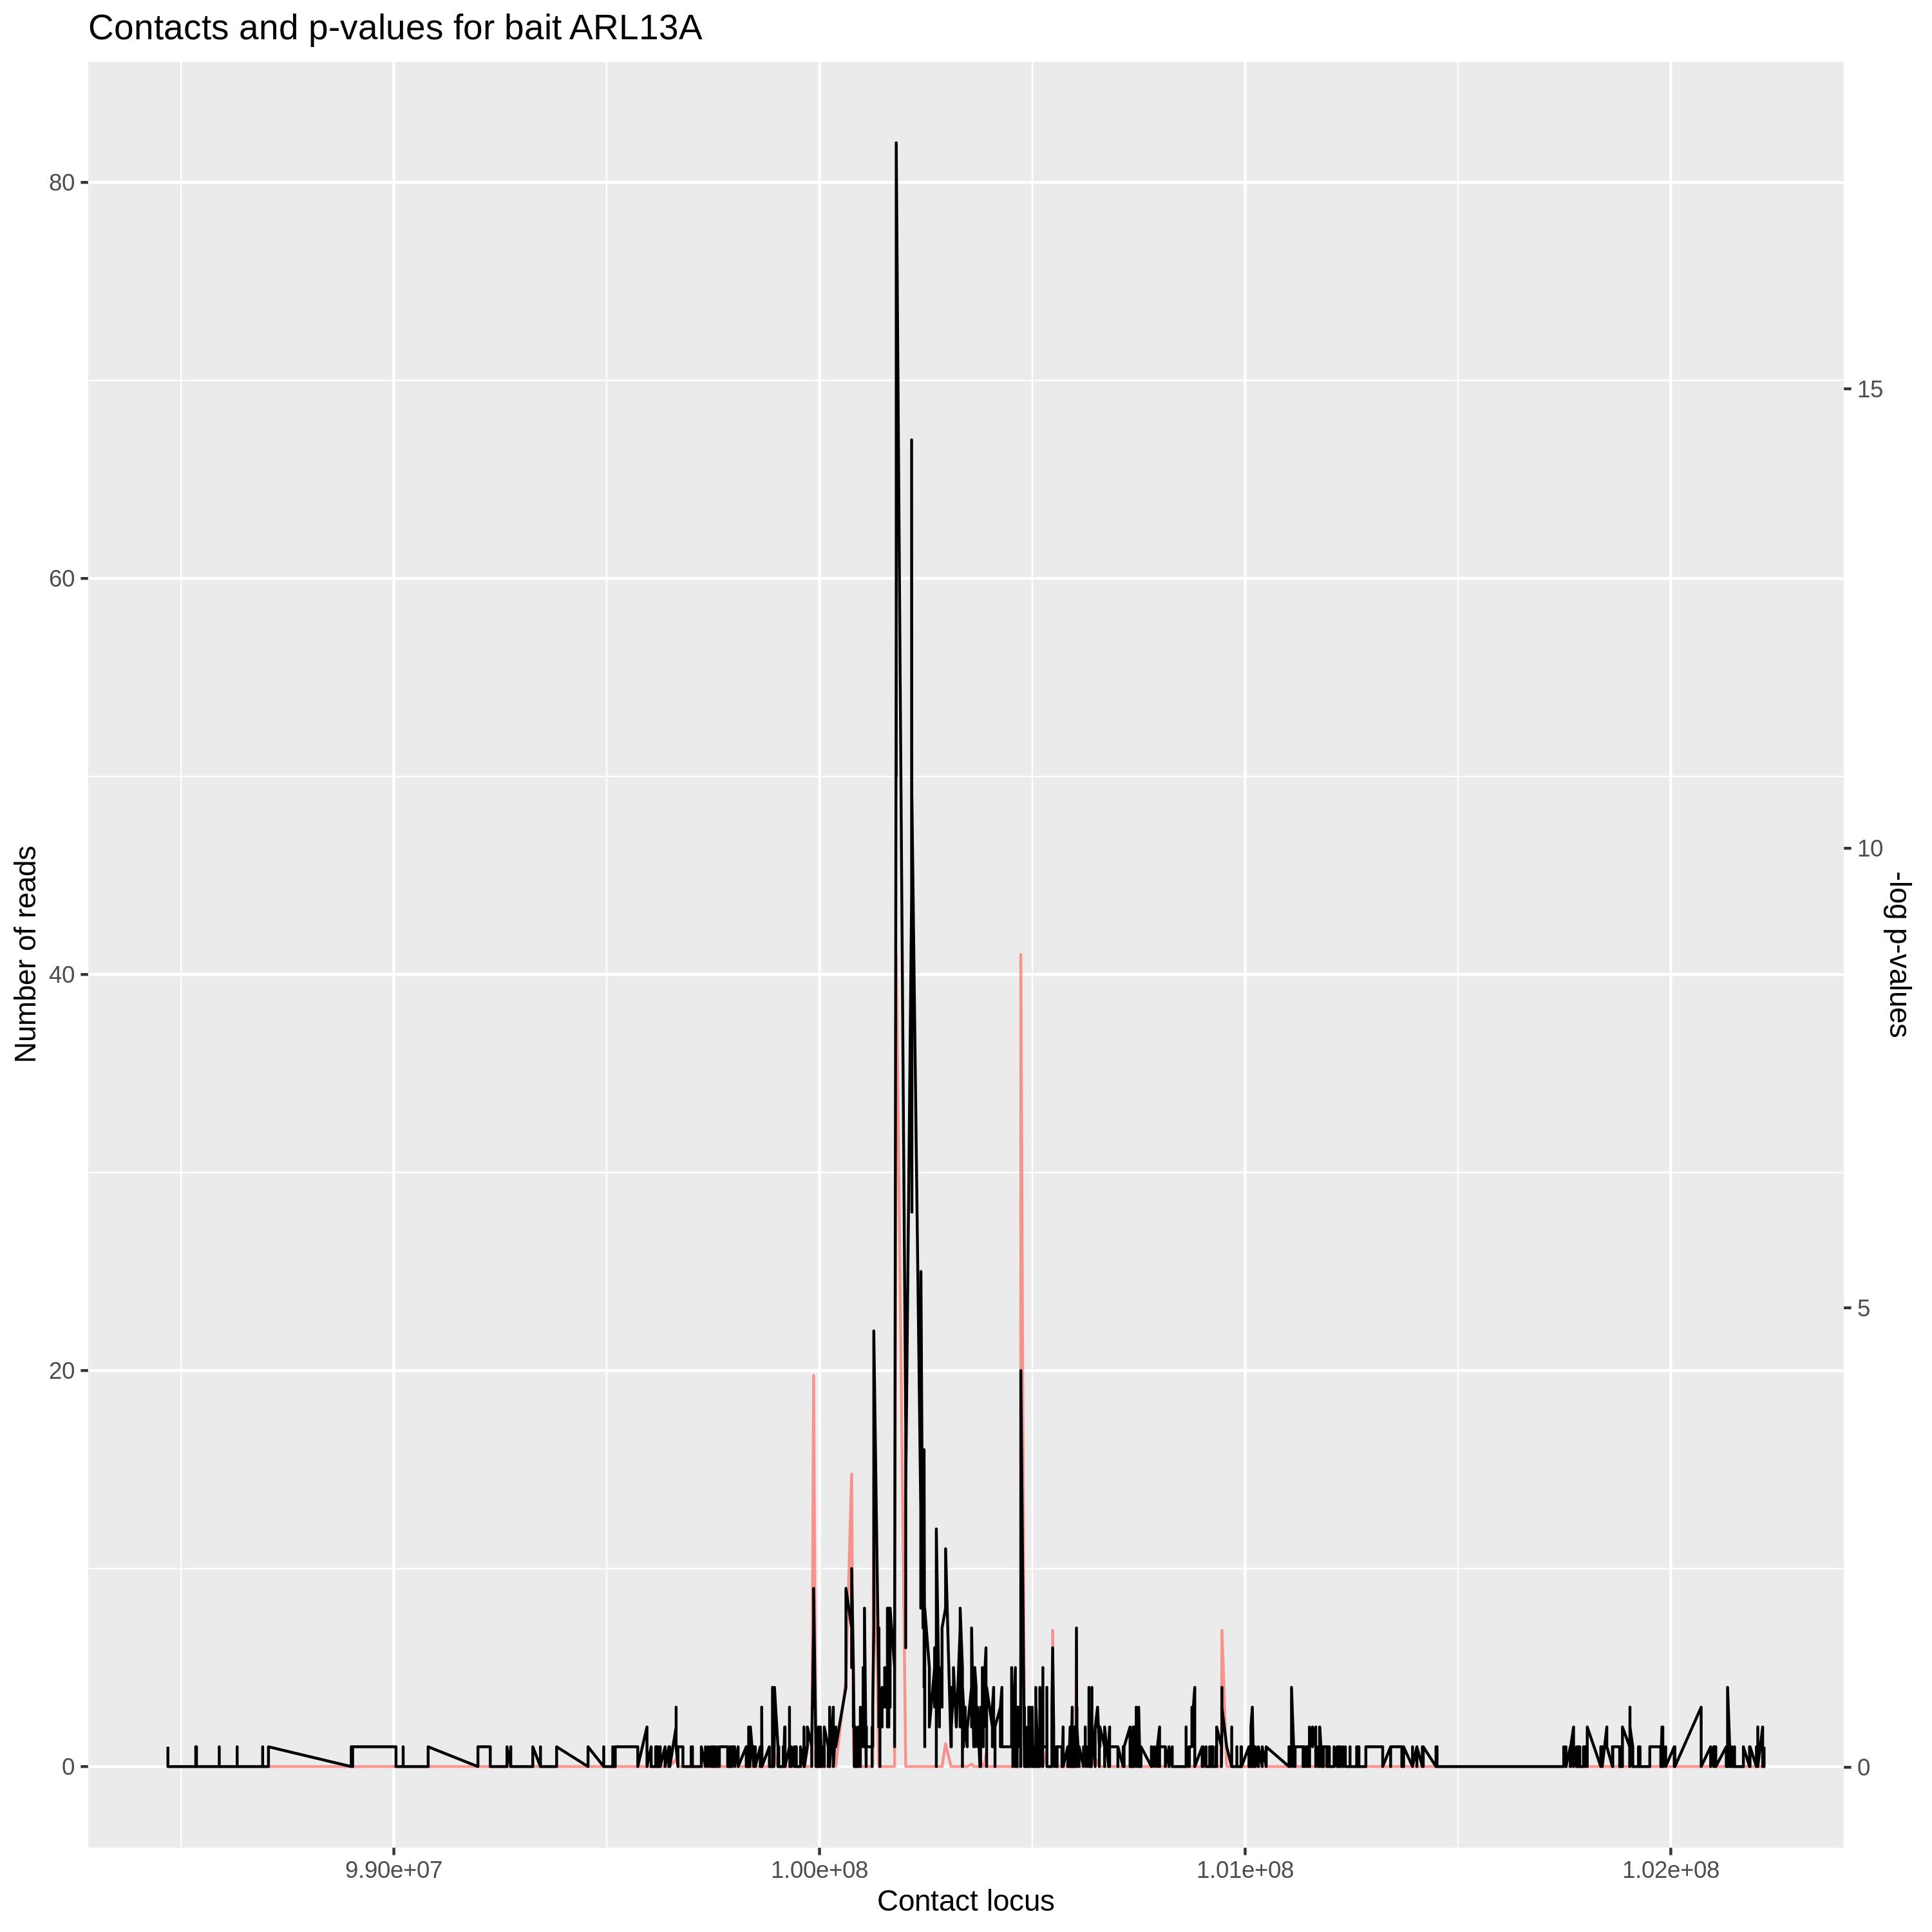 Contacts and p-values for bait ARL13A
80
60
40
20
0
15
10
5
0
Number of reads
-log p-values
9.90e+07
1.00e+08
1.01e+08
1.02e+08
Contact locus